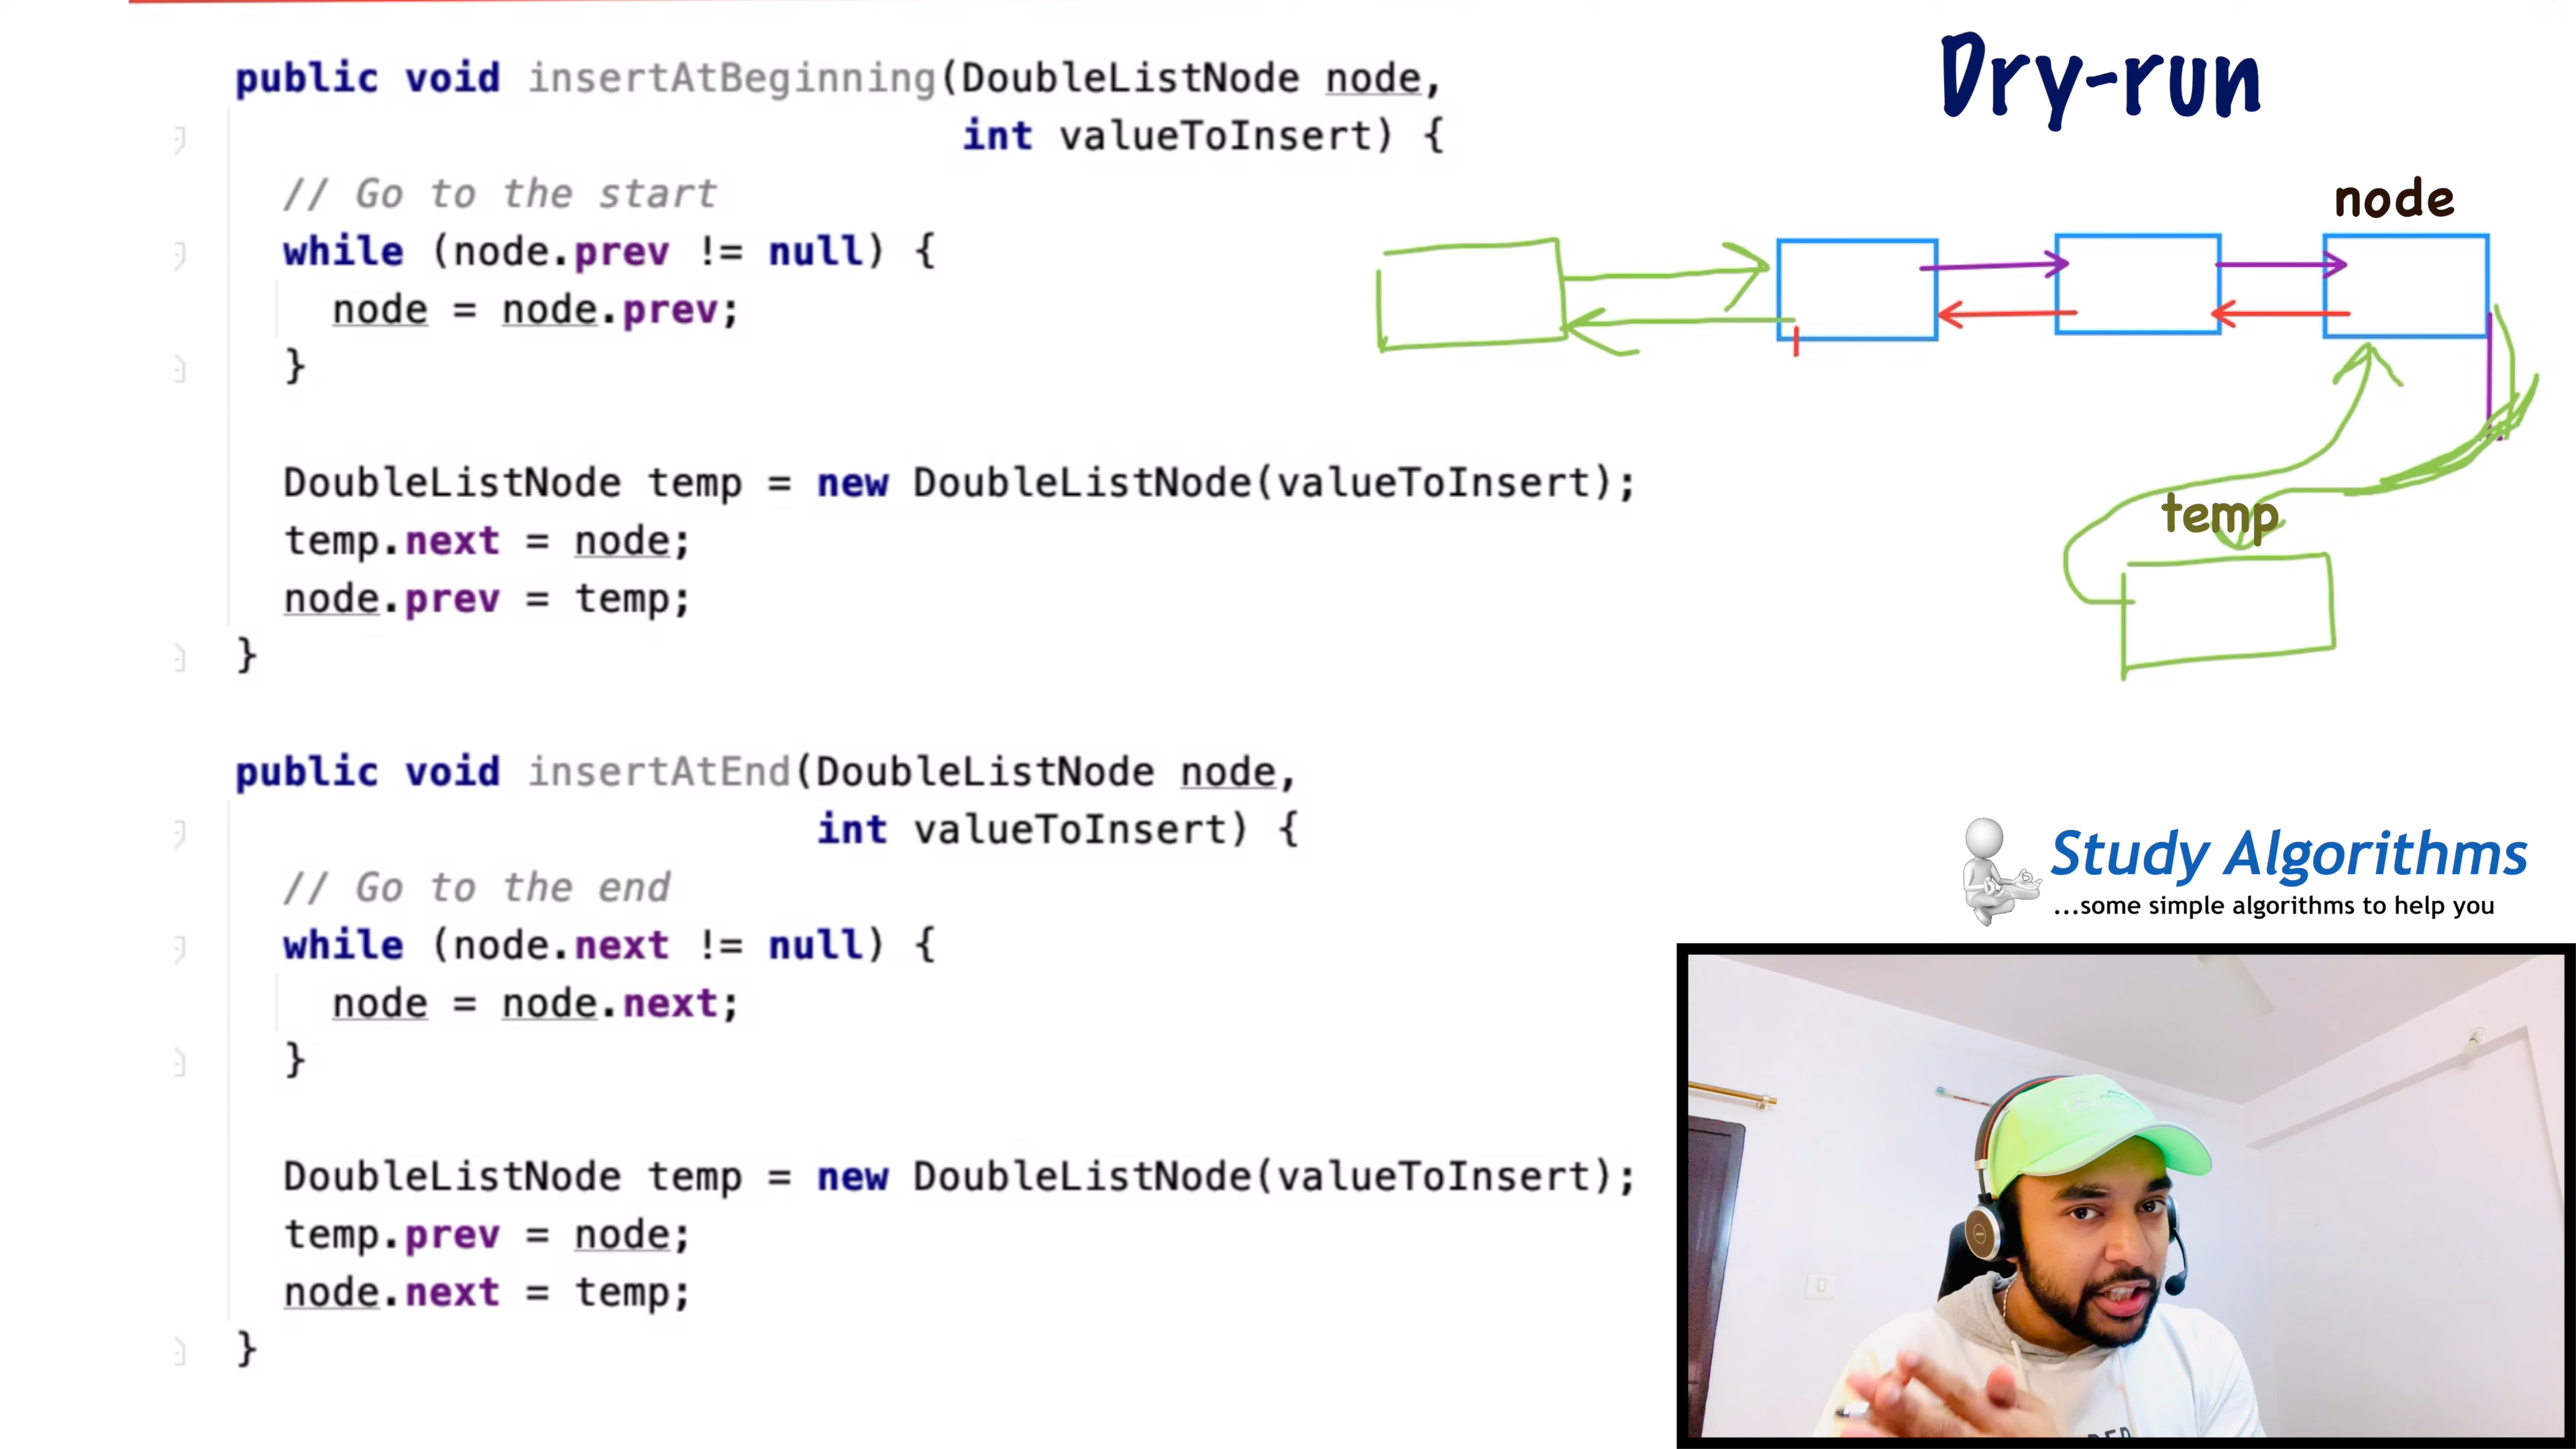 public void insertAtBeginning(DoubleListNode node,
int valueToInsert) {
// Go to the start
while (node.prev != null) {
node = node.prev;
}
DoubleListNode temp = new DoubleListNode(valueToInsert);
temp.next = node;
node.prev = temp;
}
public void insertAtEnd(DoubleListNode node,
int valueToInsert) {
// Go to the end
while (node.next != null) {
node = node.next;
}
DoubleListNode temp = new DoubleListNode(valueToInsert);
temp.prev = node;
node.next = temp;
}
Dry-run
node
temp
Study Algorithms
...some simple algorithms to help you